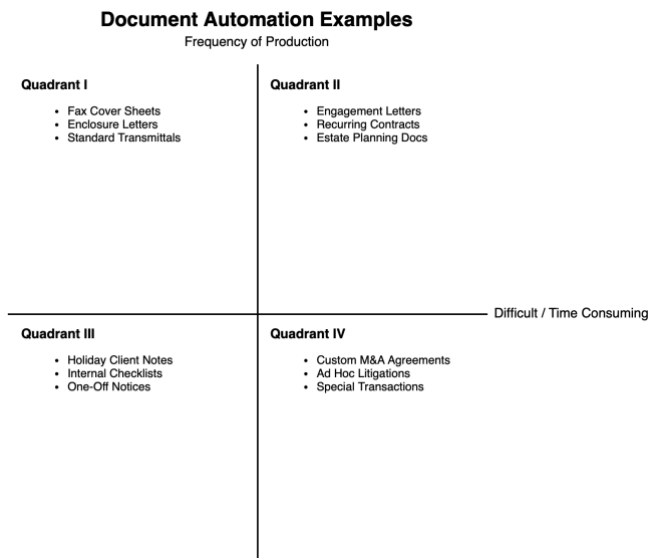 Document Automation Examples
Frequency of Production
Quadrant I
• Fax Cover Sheets
• Enclosure Letters
• Standard Transmittals
Quadrant II
• Engagement Letters
• Recurring Contracts
• Estate Planning Docs
Difficult / Time Consuming
Quadrant III
• Holiday Client Notes
• Internal Checklists
• One-Off Notices
Quadrant IV
• Custom M&A Agreements
• Ad Hoc Litigations
• Special Transactions